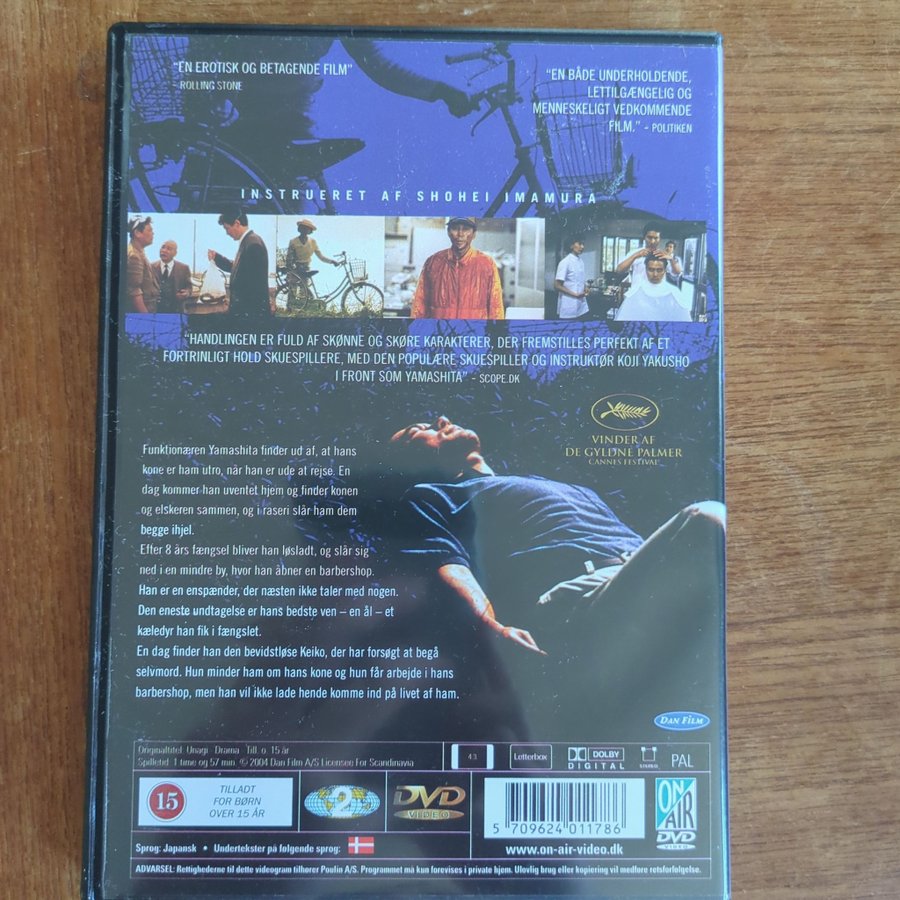 "EN EROTISK OG BETAGENDE FILM"
- ROLLING STONE
"EN BÅDE UNDERHOLDENDE,
LETTILGÆNGELIG OG
MENNESKELIGT VEDKOMMENDE
FILM." - POLITIKEN
INSTRUERET AF SHOHEI IMAMURA
"HANDLINGEN ER FULD AF SKØNNE OG SKØRE KARAKTERER, DER FREMSTILLES PERFEKT AF ET
FORTRINLIGT HOLD SKUESPILLERE, MED DEN POPULÆRE SKUESPILLER OG INSTRUKTØR KOJI YAKUSHO
I FRONT SOM YAMASHITA" - SCOPE.DK
VINDER AF
DE GYLDNE PALMER
CANNES FESTIVAL
Funktionæren Yamashita finder ud af, at hans
kone er ham utro, når han er ude at rejse. En
dag kommer han uventet hjem og finder konen
og elskeren sammen, og i raseri slår ham dem
begge ihjel.
Effer 8 års fængsel bliver han løsladt, og slår sig
ned i en mindre by, hvor han åbner en barbershop.
Han er en enspænder, der næsten ikke taler med nogen.
Den eneste undtagelse er hans bedste ven – en ål – et
kæledyr han fik i fængslet.
En dag finder han den bevidstløse Keiko, der har forsøgt at begå
selvmord. Hun minder ham om hans kone og hun får arbejde i hans
barbershop, men han vil ikke lade hende komme ind på livet af ham.
DAN FILM
Originaltitel: Unagi Drama Till. o. 15 år
Spilletid: 1 time og 57 min. © 2004 Dan Film A/S Licensee For Scandinavia
4:3
Letterbox
DOLBY
DIGITAL
PAL
15
TILLADT
FOR BØRN
OVER 15 ÅR
2
DVD
VIDEO
5 709624 011786
www.on-air-video.dk
ON
AIR
DVD
VIDEO
Sprog: Japansk • Undertekster på følgende sprog:
ADVARSEL: Rettighederne til dette videogram tilhører Poulin A/S. Programmet må kun forevises i private hjem. Ulovlig brug eller kopiering vil medføre retsforfølgelse.